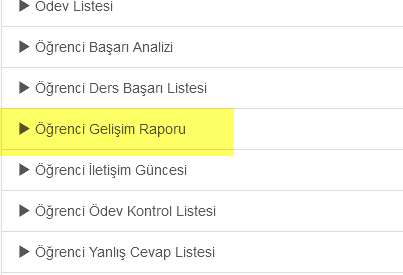 ▶ Ödev Listesi
▶ Öğrenci Başarı Analizi
▶ Öğrenci Ders Başarı Listesi
▶ Öğrenci Gelişim Raporu
▶ Öğrenci İletişim Güncesi
▶ Öğrenci Ödev Kontrol Listesi
▶ Öğrenci Yanlış Cevap Listesi